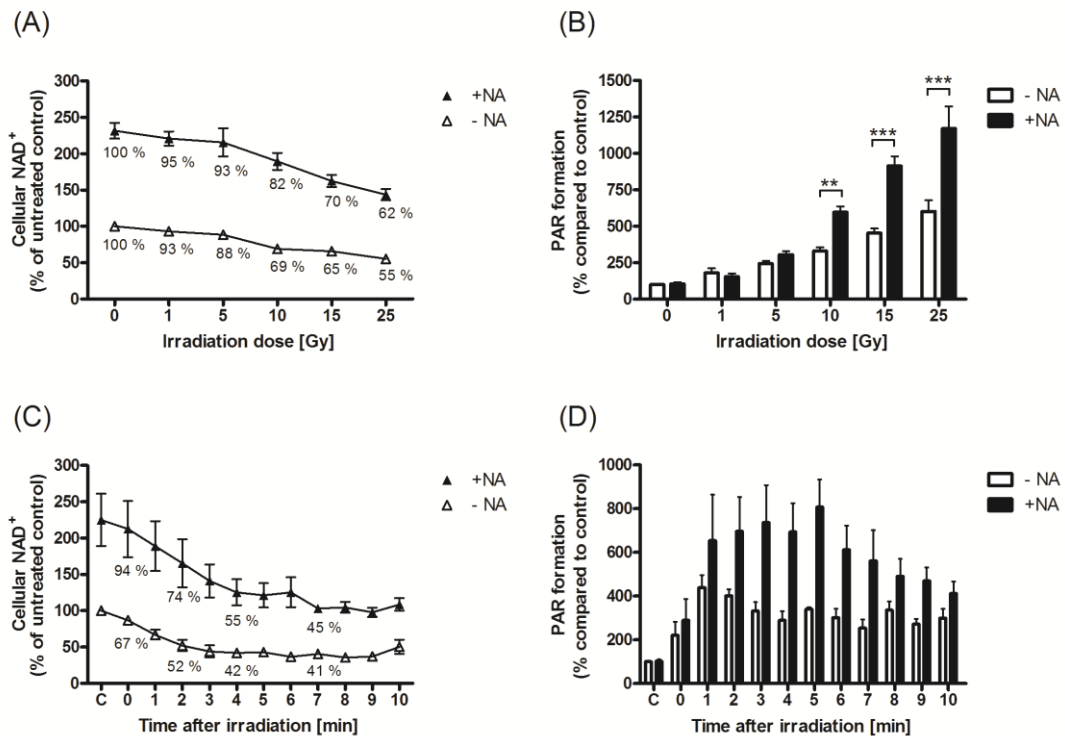 (A)
Cellular NAD+
(% of untreated control)
300
250
200
150
100
50
0
100 %
95 %
93 %
82 %
70 %
62 %
100 %
93 %
88 %
69 %
65 %
55 %
0 1 5 10 15 25
Irradiation dose [Gy]
+NA
- NA
(B)
PAR formation
(% compared to control)
1500
1250
1000
750
500
250
0
**
***
***
0 1 5 10 15 25
Irradiation dose [Gy]
- NA
+NA
(C)
Cellular NAD+
(% of untreated control)
300
250
200
150
100
50
0
94 %
74 %
55 %
45 %
67 %
52 %
42 %
41 %
C 0 1 2 3 4 5 6 7 8 9 10
Time after irradiation [min]
+NA
- NA
(D)
PAR formation
(% compared to control)
1000
800
600
400
200
0
C 0 1 2 3 4 5 6 7 8 9 10
Time after irradiation [min]
- NA
+NA